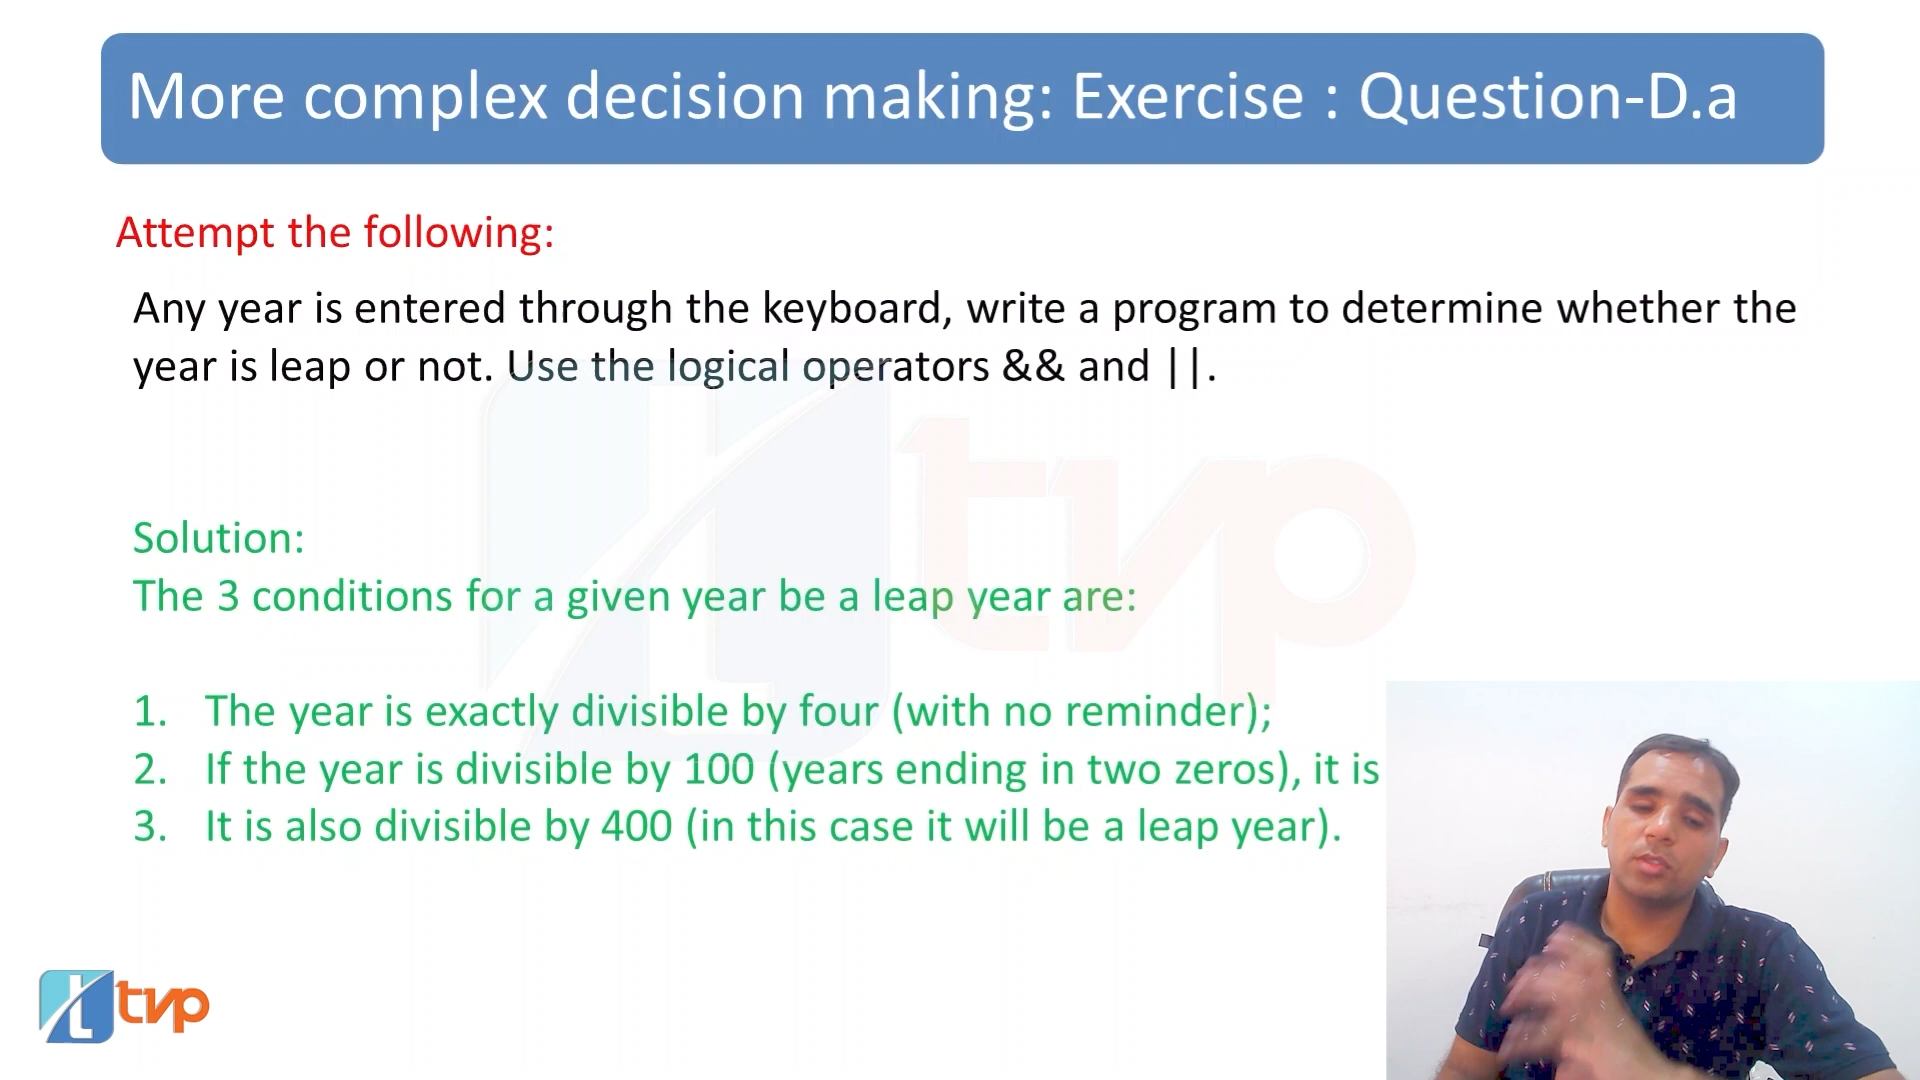 More complex decision making: Exercise : Question-D.a
Attempt the following:
Any year is entered through the keyboard, write a program to determine whether the
year is leap or not. Use the logical operators && and ||.
Solution:
The 3 conditions for a given year be a leap year are:
1. The year is exactly divisible by four (with no reminder);
2. If the year is divisible by 100 (years ending in two zeros), it is
3. It is also divisible by 400 (in this case it will be a leap year).
tvp
tvp